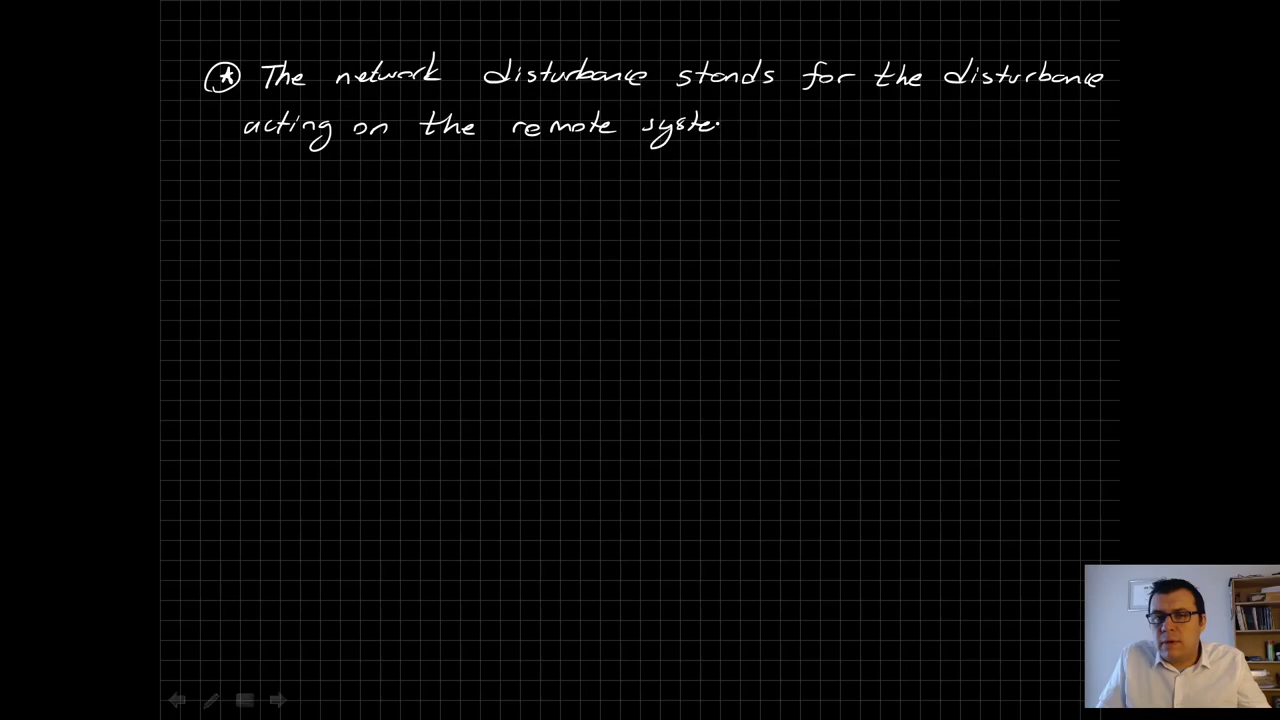 The network disturbance stands for the disturbance
acting on the remote syste